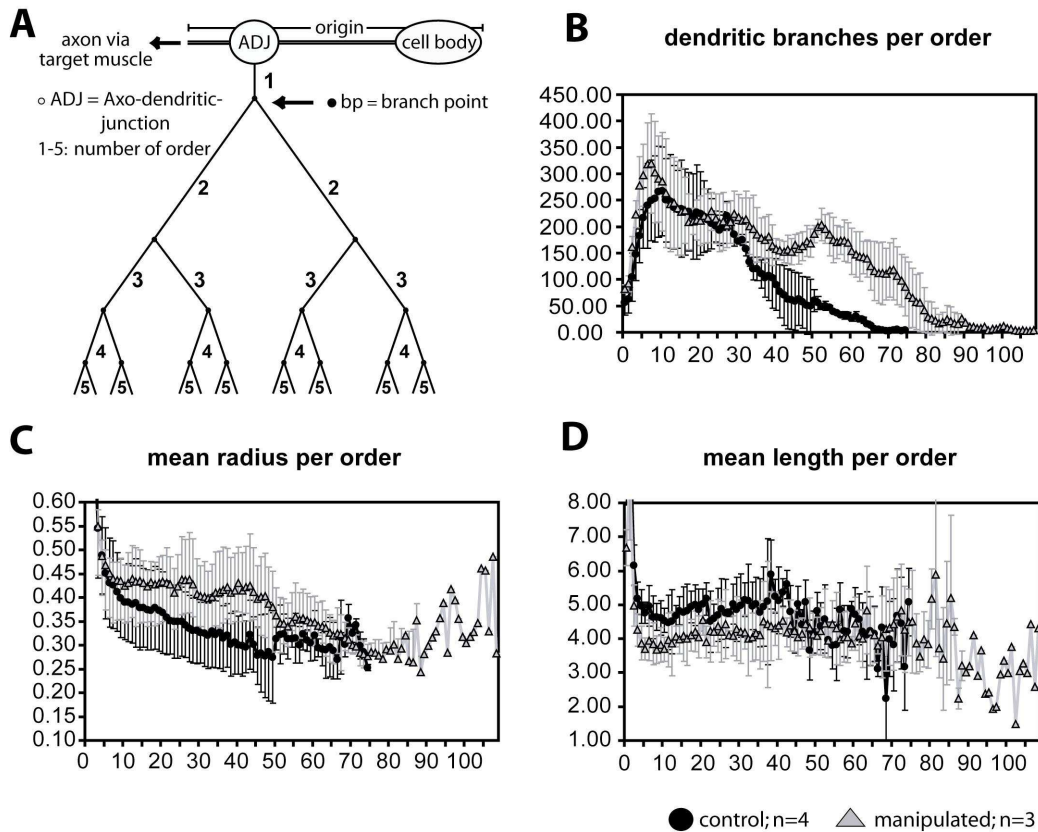 A
origin
ADJ
cell body
axon via
target muscle
1
○ ADJ = Axo-dendritic-
junction
● bp = branch point
1-5: number of order
2 2
3 3 3 3
4 4 4 4
5 5 5 5 5 5 5 5
B
dendritic branches per order
450.00
400.00
350.00
300.00
250.00
200.00
150.00
100.00
50.00
0.00
0 10 20 30 40 50 60 70 80 90 100
C
mean radius per order
0.60
0.55
0.50
0.45
0.40
0.35
0.30
0.25
0.20
0.15
0.10
0 10 20 30 40 50 60 70 80 90 100
D
mean length per order
8.00
7.00
6.00
5.00
4.00
3.00
2.00
1.00
0 10 20 30 40 50 60 70 80 90 100
control; n=4 manipulated; n=3